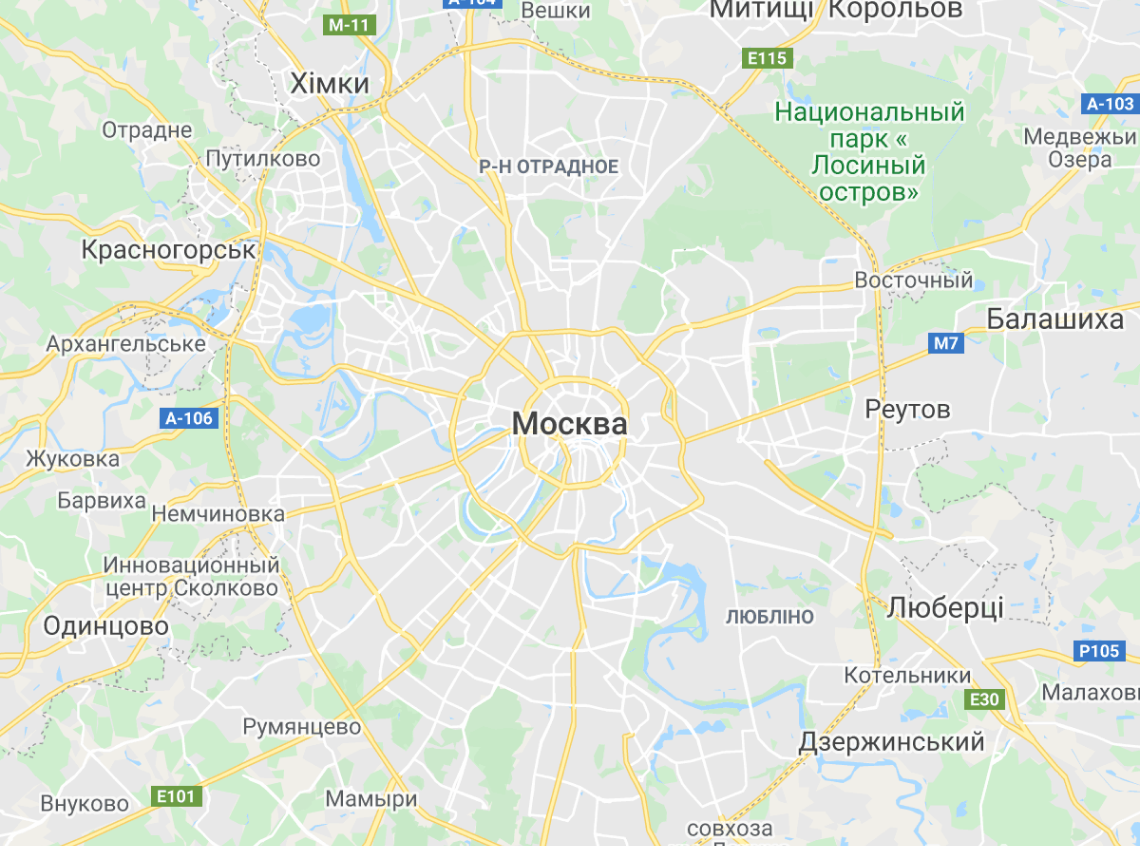 A-104
Вешки
Митищі
Корольов
M-11
E115
Хімки
A-103
Национальный
парк «
Лосиный
остров»
Отрадне
Медвежьи
Озера
Путилково
Р-Н ОТРАДНОЕ
Красногорськ
Восточный
Балашиха
Архангельське
M7
A-106
Реутов
Москва
Жуковка
Барвиха
Немчиновка
Инновационный
центр Сколково
Люберці
ЛЮБЛІНО
Одинцово
P105
Котельники
E30
Малахові
Румянцево
Дзержинський
Внуково
E101
Мамыри
совхоза